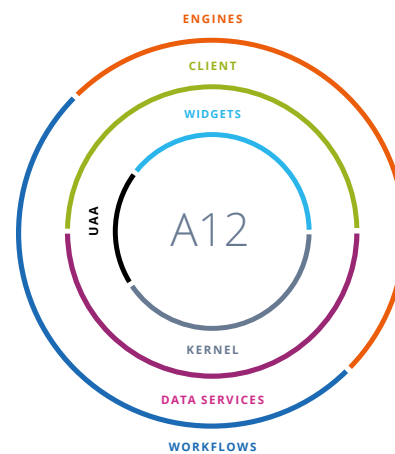 ENGINES
CLIENT
WIDGETS
UAA
A12
KERNEL
DATA SERVICES
WORKFLOWS